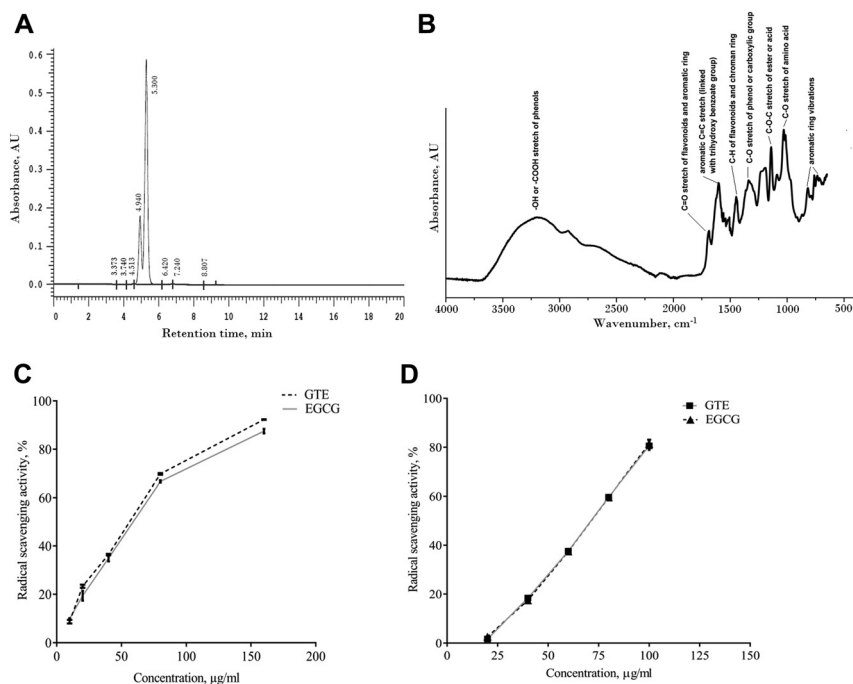 A
Absorbance, AU
0.6
0.5
0.4
0.3
0.2
0.1
0.0
3.373
3.740
4.513
4.940
5.300
6.420
7.240
8.807
0 2 4 6 8 10 12 14 16 18 20
Retention time, min
B
Absorbance, AU
-OH or -COOH stretch of phenols
C=O stretch of flavonoids and aromatic ring
aromatic C=C stretch (linked
with trihydroxy benzoate group)
C-H of flavonoids and chroman ring
C-O stretch of phenol or carboxylic group
C-O-C stretch of ester or acid
C-O stretch of amino acid
aromatic ring vibrations
4000 3500 3000 2500 2000 1500 1000 500
Wavenumber, cm-1
C
GTE
EGCG
Radical scavenging activity, %
100
80
60
40
20
0
0 50 100 150 200
Concentration, µg/ml
D
GTE
EGCG
Radical scavenging activity, %
100
80
60
40
20
0
0 25 50 75 100 125 150
Concentration, µg/ml